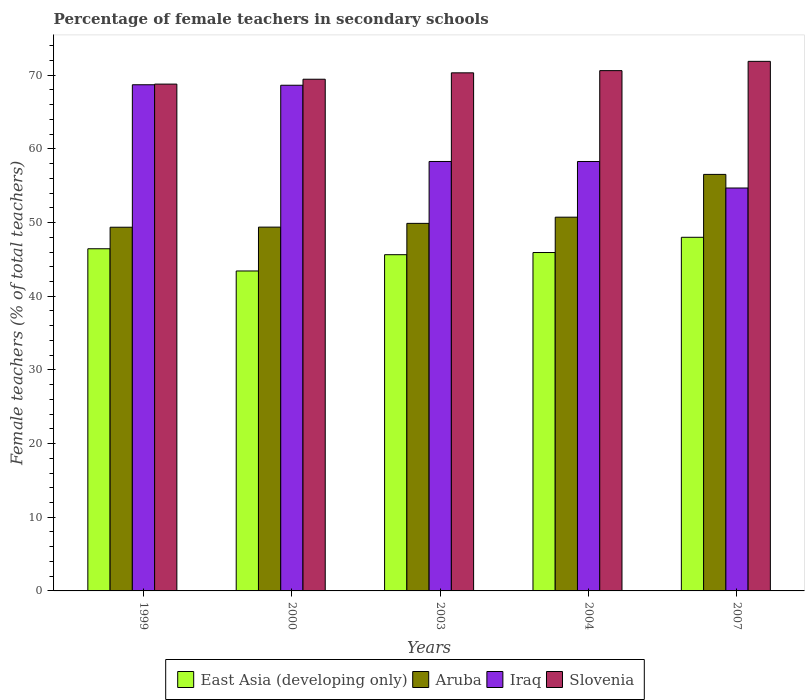 Percentage of female teachers in secondary schools
Female teachers (% of total teachers)
70
60
50
40
30
20
10
0
1999
2000
2003
2004
2007
Years
East Asia (developing only)
Aruba
Iraq
Slovenia